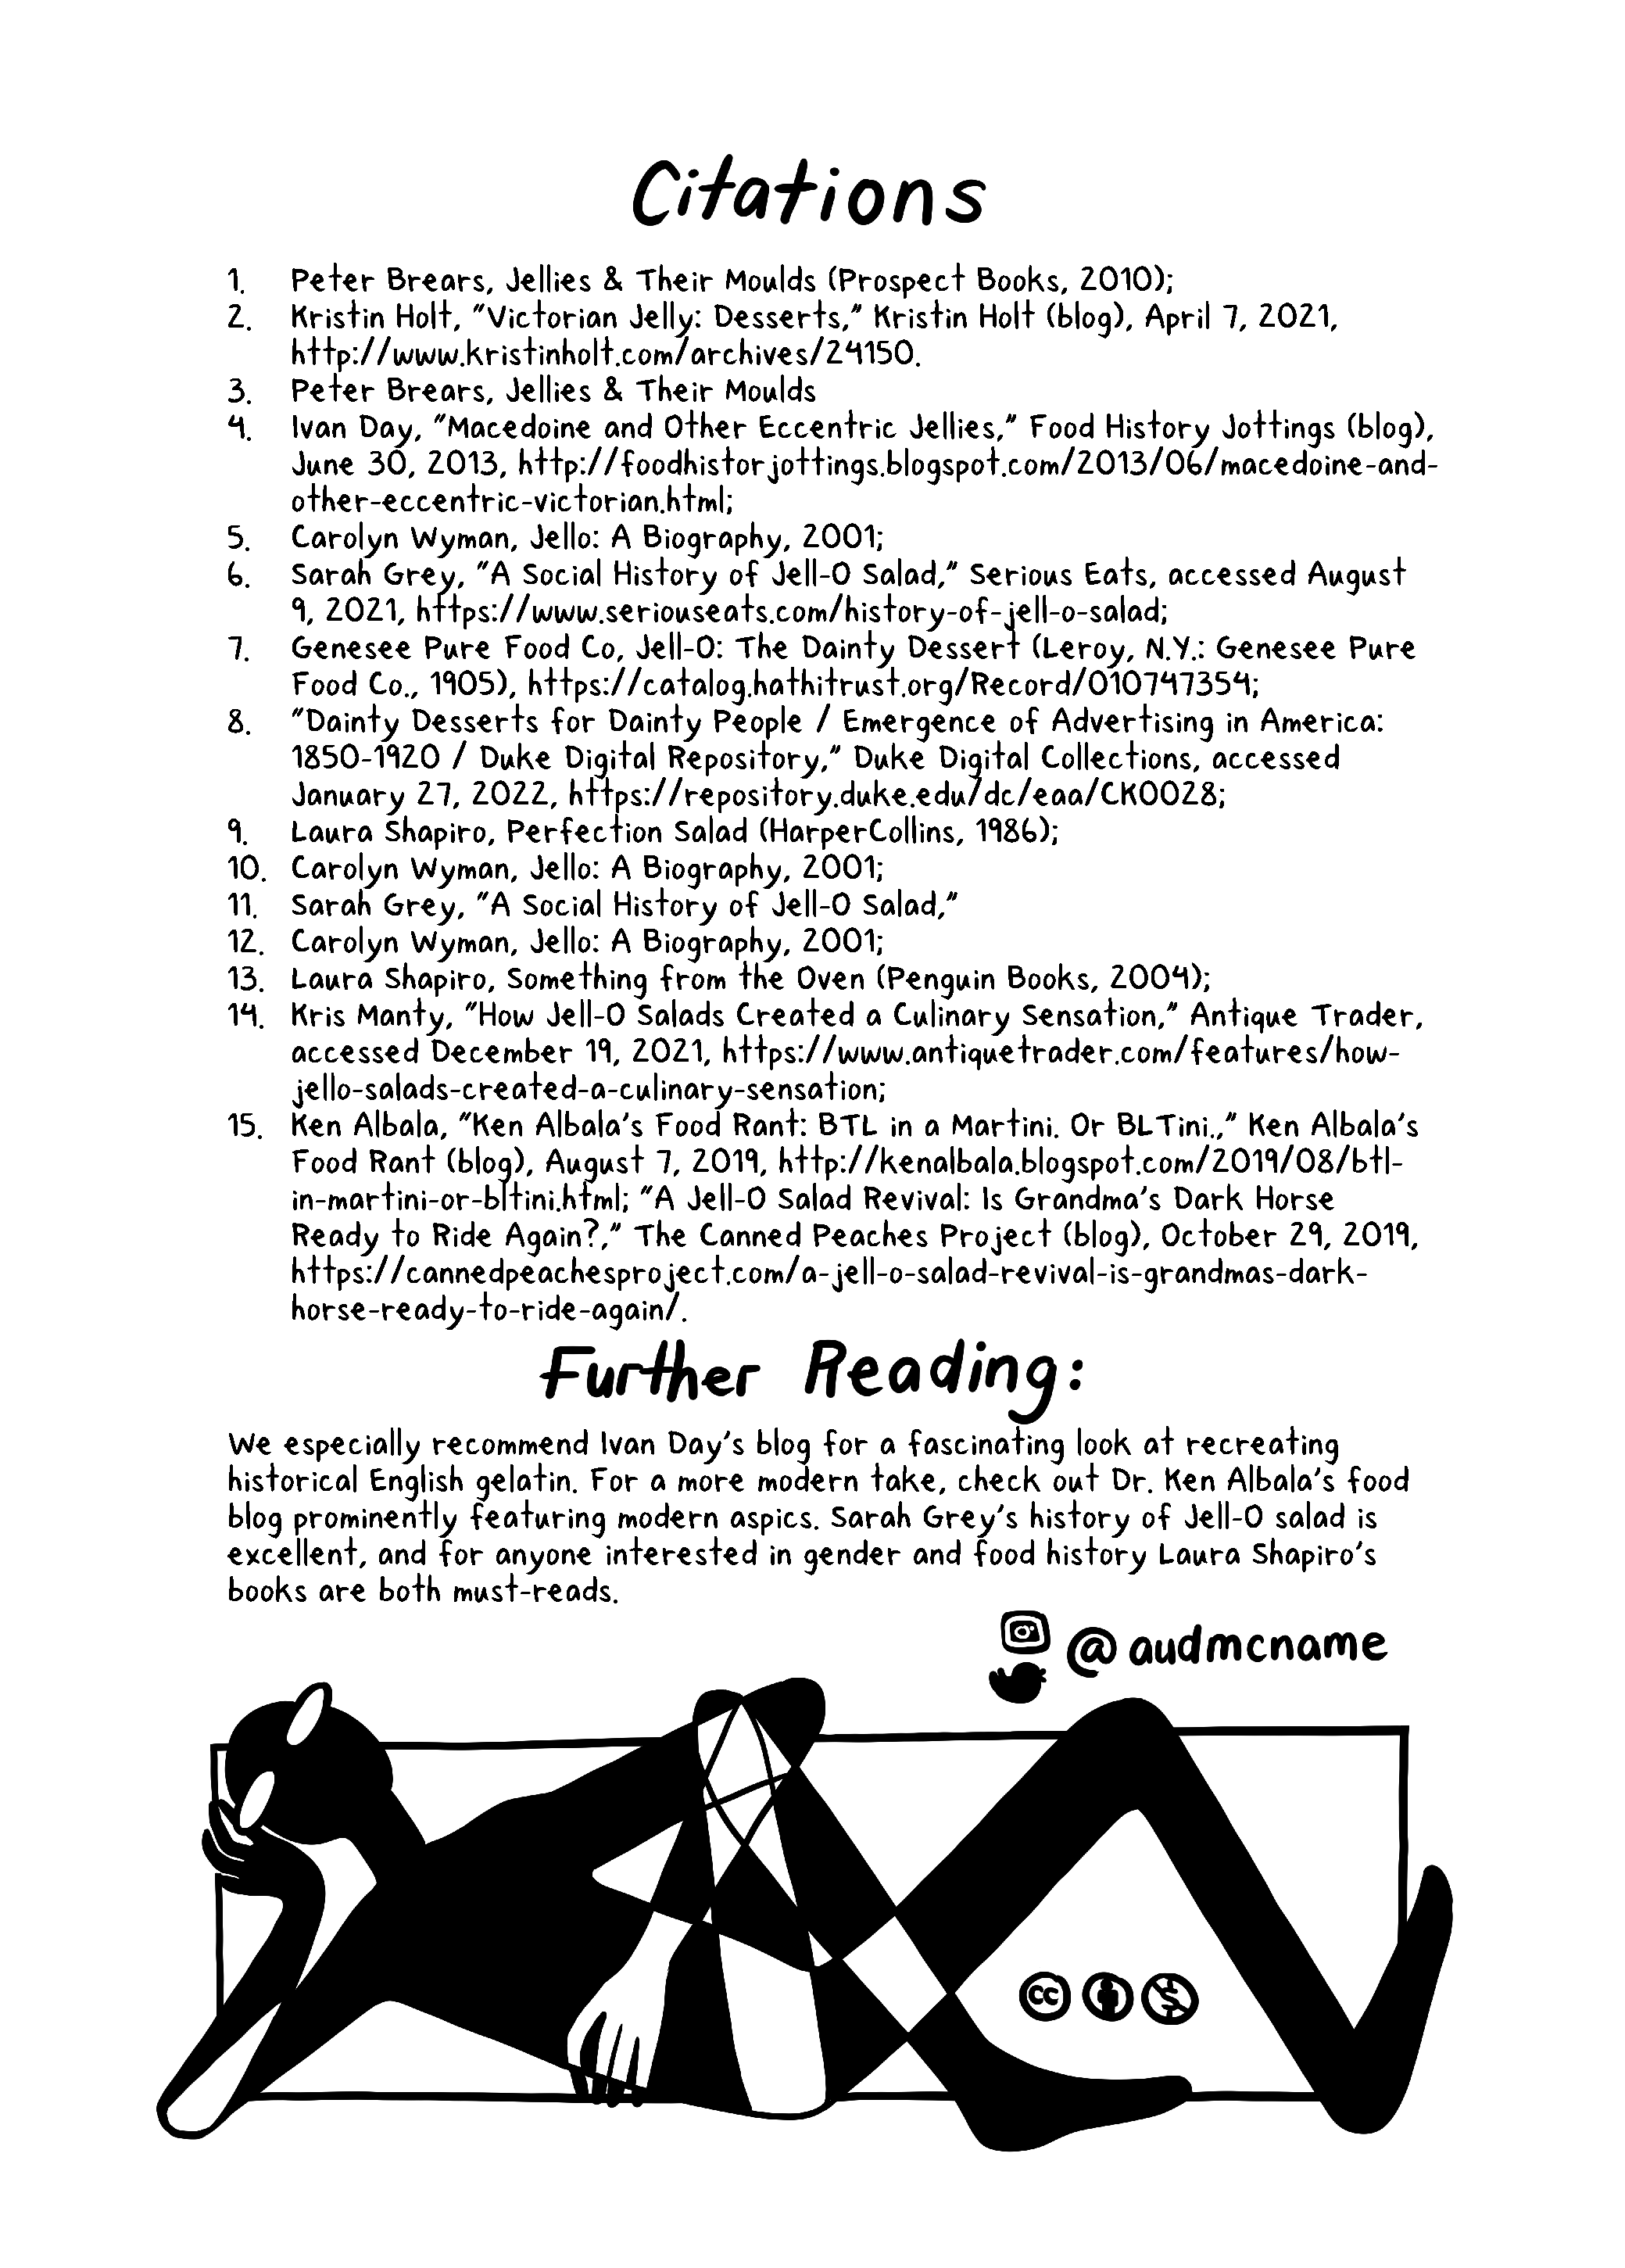 Citations
1. Peter Brears, Jellies & Their Moulds (Prospect Books, 2010);
2. Kristin Holt, "Victorian Jelly: Desserts," Kristin Holt (blog), April 7, 2021,
http://www.kristinholt.com/archives/24150.
3. Peter Brears, Jellies & Their Moulds
4. Ivan Day, "Macedoine and Other Eccentric Jellies," Food History Jottings (blog),
June 30, 2013, http://foodhistorjottings.blogspot.com/2013/06/macedoine-and-
other-eccentric-victorian.html;
5. Carolyn Wyman, Jello: A Biography, 2001;
6. Sarah Grey, "A Social History of Jell-O Salad," Serious Eats, accessed August
9, 2021, https://www.seriouseats.com/history-of-jell-o-salad;
7. Genesee Pure Food Co, Jell-O: The Dainty Dessert (Leroy, N.Y.: Genesee Pure
Food Co., 1905), https://catalog.hathitrust.org/Record/010747354;
8. "Dainty Desserts for Dainty People / Emergence of Advertising in America:
1850-1920 / Duke Digital Repository," Duke Digital Collections, accessed
January 27, 2022, https://repository.duke.edu/dc/eaa/CK0028;
9. Laura Shapiro, Perfection Salad (HarperCollins, 1986);
10. Carolyn Wyman, Jello: A Biography, 2001;
11. Sarah Grey, "A Social History of Jell-O Salad,"
12. Carolyn Wyman, Jello: A Biography, 2001;
13. Laura Shapiro, Something from the Oven (Penguin Books, 2004);
14. Kris Manty, "How Jell-O Salads Created a Culinary Sensation," Antique Trader,
accessed December 19, 2021, https://www.antiquetrader.com/features/how-
jello-salads-created-a-culinary-sensation;
15. Ken Albala, "Ken Albala's Food Rant: BTL in a Martini. Or BLTini.," Ken Albala's
Food Rant (blog), August 7, 2019, http://kenalbala.blogspot.com/2019/08/btl-
in-martini-or-bltini.html; "A Jell-O Salad Revival: Is Grandma's Dark Horse
Ready to Ride Again?," The Canned Peaches Project (blog), October 29, 2019,
https://cannedpeachesproject.com/a-jell-o-salad-revival-is-grandmas-dark-
horse-ready-to-ride-again/.
Further Reading:
We especially recommend Ivan Day's blog for a fascinating look at recreating
historical English gelatin. For a more modern take, check out Dr. Ken Albala's food
blog prominently featuring modern aspics. Sarah Grey's history of Jell-O salad is
excellent, and for anyone interested in gender and food history Laura Shapiro's
books are both must-reads.
@audmcname
cc $